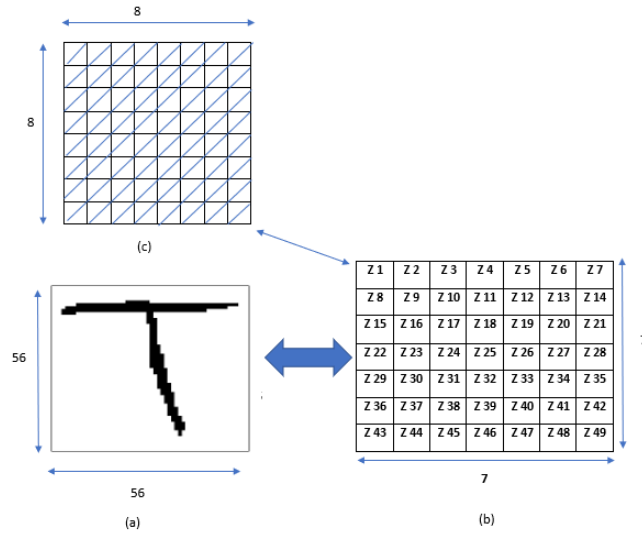 8
8
(c)
Z 1 Z 2 Z 3 Z 4 Z 5 Z 6 Z 7
Z 8 Z 9 Z 10 Z 11 Z 12 Z 13 Z 14
Z 15 Z 16 Z 17 Z 18 Z 19 Z 20 Z 21
Z 22 Z 23 Z 24 Z 25 Z 26 Z 27 Z 28
Z 29 Z 30 Z 31 Z 32 Z 33 Z 34 Z 35
Z 36 Z 37 Z 38 Z 39 Z 40 Z 41 Z 42
Z 43 Z 44 Z 45 Z 46 Z 47 Z 48 Z 49
56
56
7
(a)
(b)